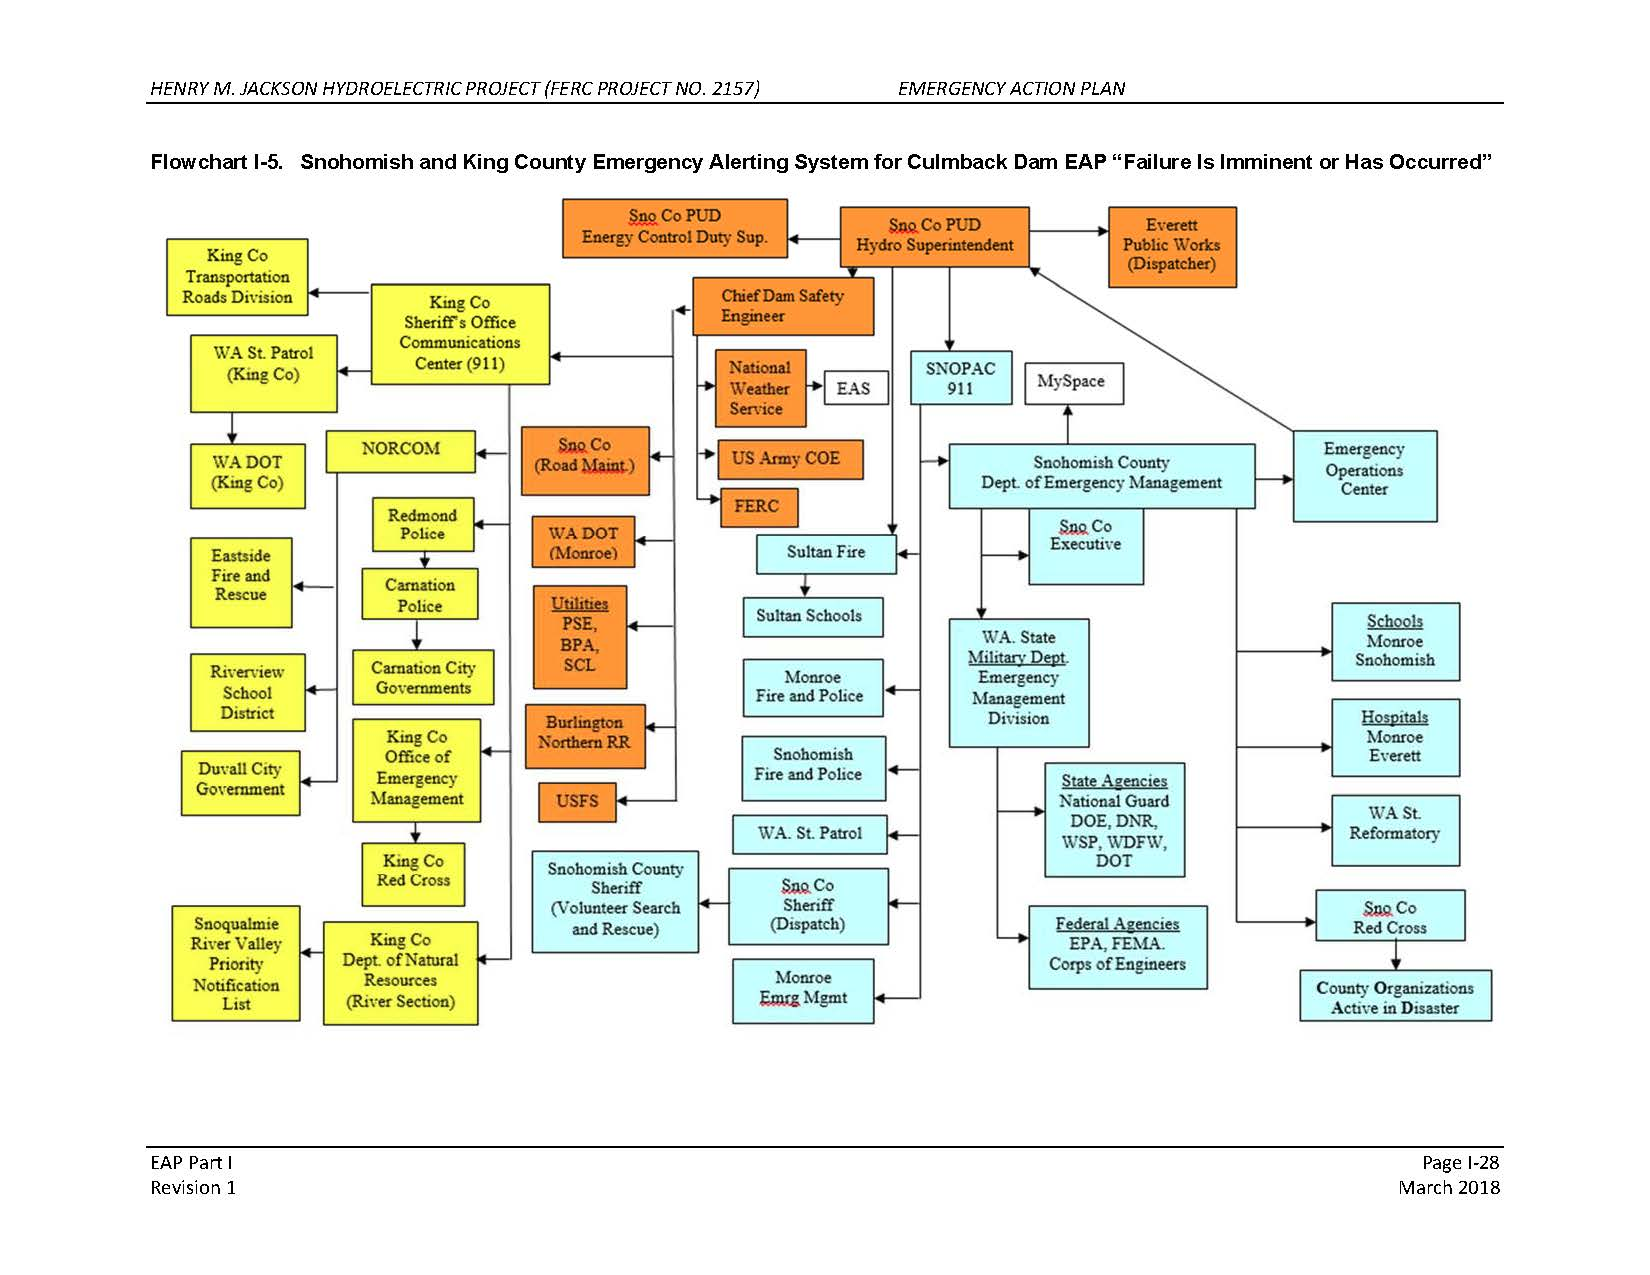 HENRY M. JACKSON HYDROELECTRIC PROJECT (FERC PROJECT NO. 2157) EMERGENCY ACTION PLAN
Flowchart I-5. Snohomish and King County Emergency Alerting System for Culmback Dam EAP “Failure Is Imminent or Has Occurred”
Sno Co PUD
Energy Control Duty Sup.
Sno Co PUD
Hydro Superintendent
Everett
Public Works
(Dispatcher)
King Co
Transportation
Roads Division
King Co
Sheriff's Office
Communications
Center (911)
Chief Dam Safety
Engineer
WA St. Patrol
(King Co)
National
Weather
Service
EAS
SNOPAC
911
MySpace
WA DOT
(King Co)
NORCOM
Sno Co
(Road Maint.)
US Army COE
FERC
Snohomish County
Dept. of Emergency Management
Emergency
Operations
Center
Redmond
Police
WA DOT
(Monroe)
Sultan Fire
Sno Co
Executive
Eastside
Fire and
Rescue
Carnation
Police
Utilities
PSE,
BPA,
SCL
Sultan Schools
WA. State
Military Dept.
Emergency
Management
Division
Schools
Monroe
Snohomish
Riverview
School
District
Carnation City
Governments
Monroe
Fire and Police
Burlington
Northern RR
Hospitals
Monroe
Everett
Duvall City
Government
King Co
Office of
Emergency
Management
USFS
Snohomish
Fire and Police
State Agencies
National Guard
DOE, DNR,
WSP, WDFW,
DOT
WA St.
Reformatory
King Co
Red Cross
WA. St. Patrol
Snohomish County
Sheriff
(Volunteer Search
and Rescue)
Sno Co
Sheriff
(Dispatch)
Federal Agencies
EPA, FEMA.
Corps of Engineers
Sno Co
Red Cross
Snoqualmie
River Valley
Priority
Notification
List
King Co
Dept. of Natural
Resources
(River Section)
Monroe
Emrg Mgmt
County Organizations
Active in Disaster
EAP Part I Page I-28
Revision 1 March 2018